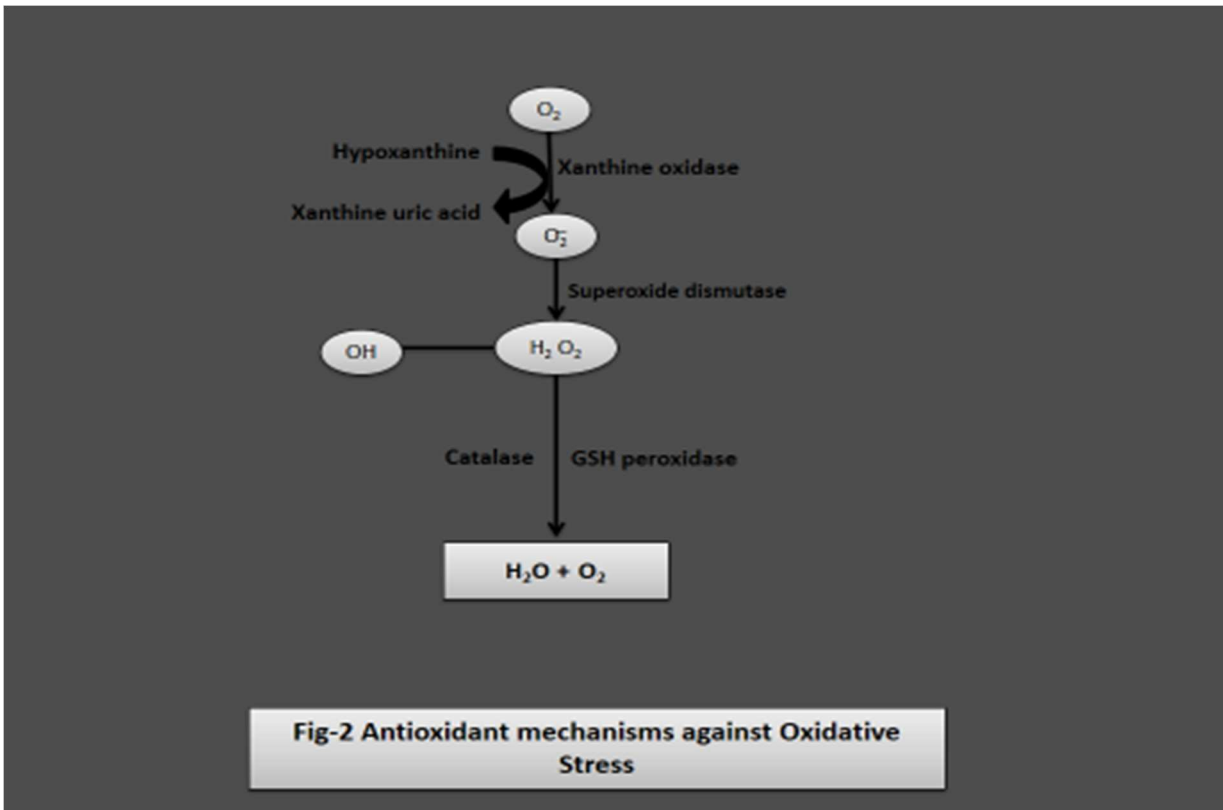 O₂
Hypoxanthine
Xanthine oxidase
Xanthine uric acid
O₂⁻
Superoxide dismutase
OH
H₂ O₂
Catalase
GSH peroxidase
H₂O + O₂
Fig-2 Antioxidant mechanisms against Oxidative
Stress